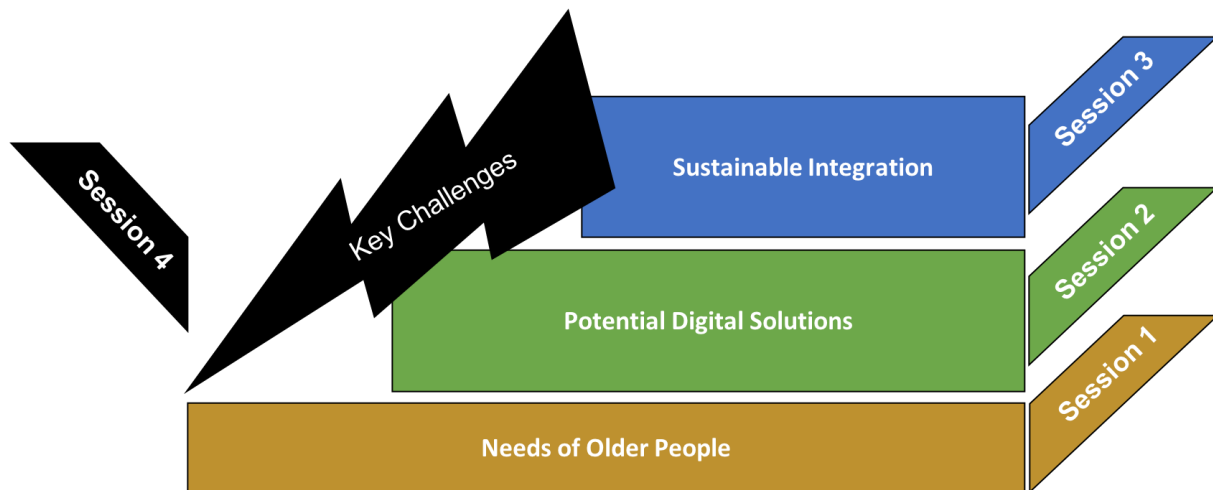 Session 3
Sustainable Integration
Key Challenges
Session 4
Session 2
Potential Digital Solutions
Session 1
Needs of Older People